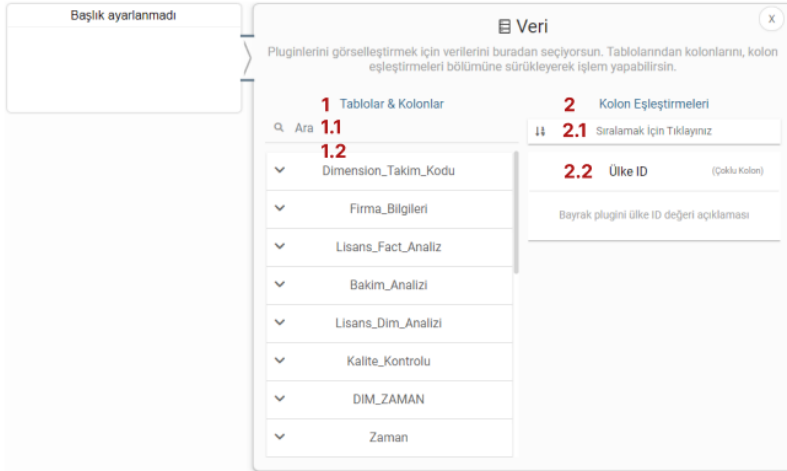 Başlık ayarlanmadı
X
Veri
Pluginlerini görselleştirmek için verilerini buradan seçiyorsun. Tablolarından kolonlarını, kolon
eşleştirmeleri bölümüne sürükleyerek işlem yapabilirsin.
1 Tablolar & Kolonlar
Ara 1.1
1.2
Dimension_Takim_Kodu
Firma_Bilgileri
Lisans_Fact_Analiz
Bakim_Analizi
Lisans_Dim_Analizi
Kalite_Kontrolu
DIM_ZAMAN
Zaman
2 Kolon Eşleştirmeleri
2.1 Sıralamak İçin Tıklayınız
2.2 Ülke ID (Çoklu Kolon)
Bayrak plugini ülke ID değeri açıklaması